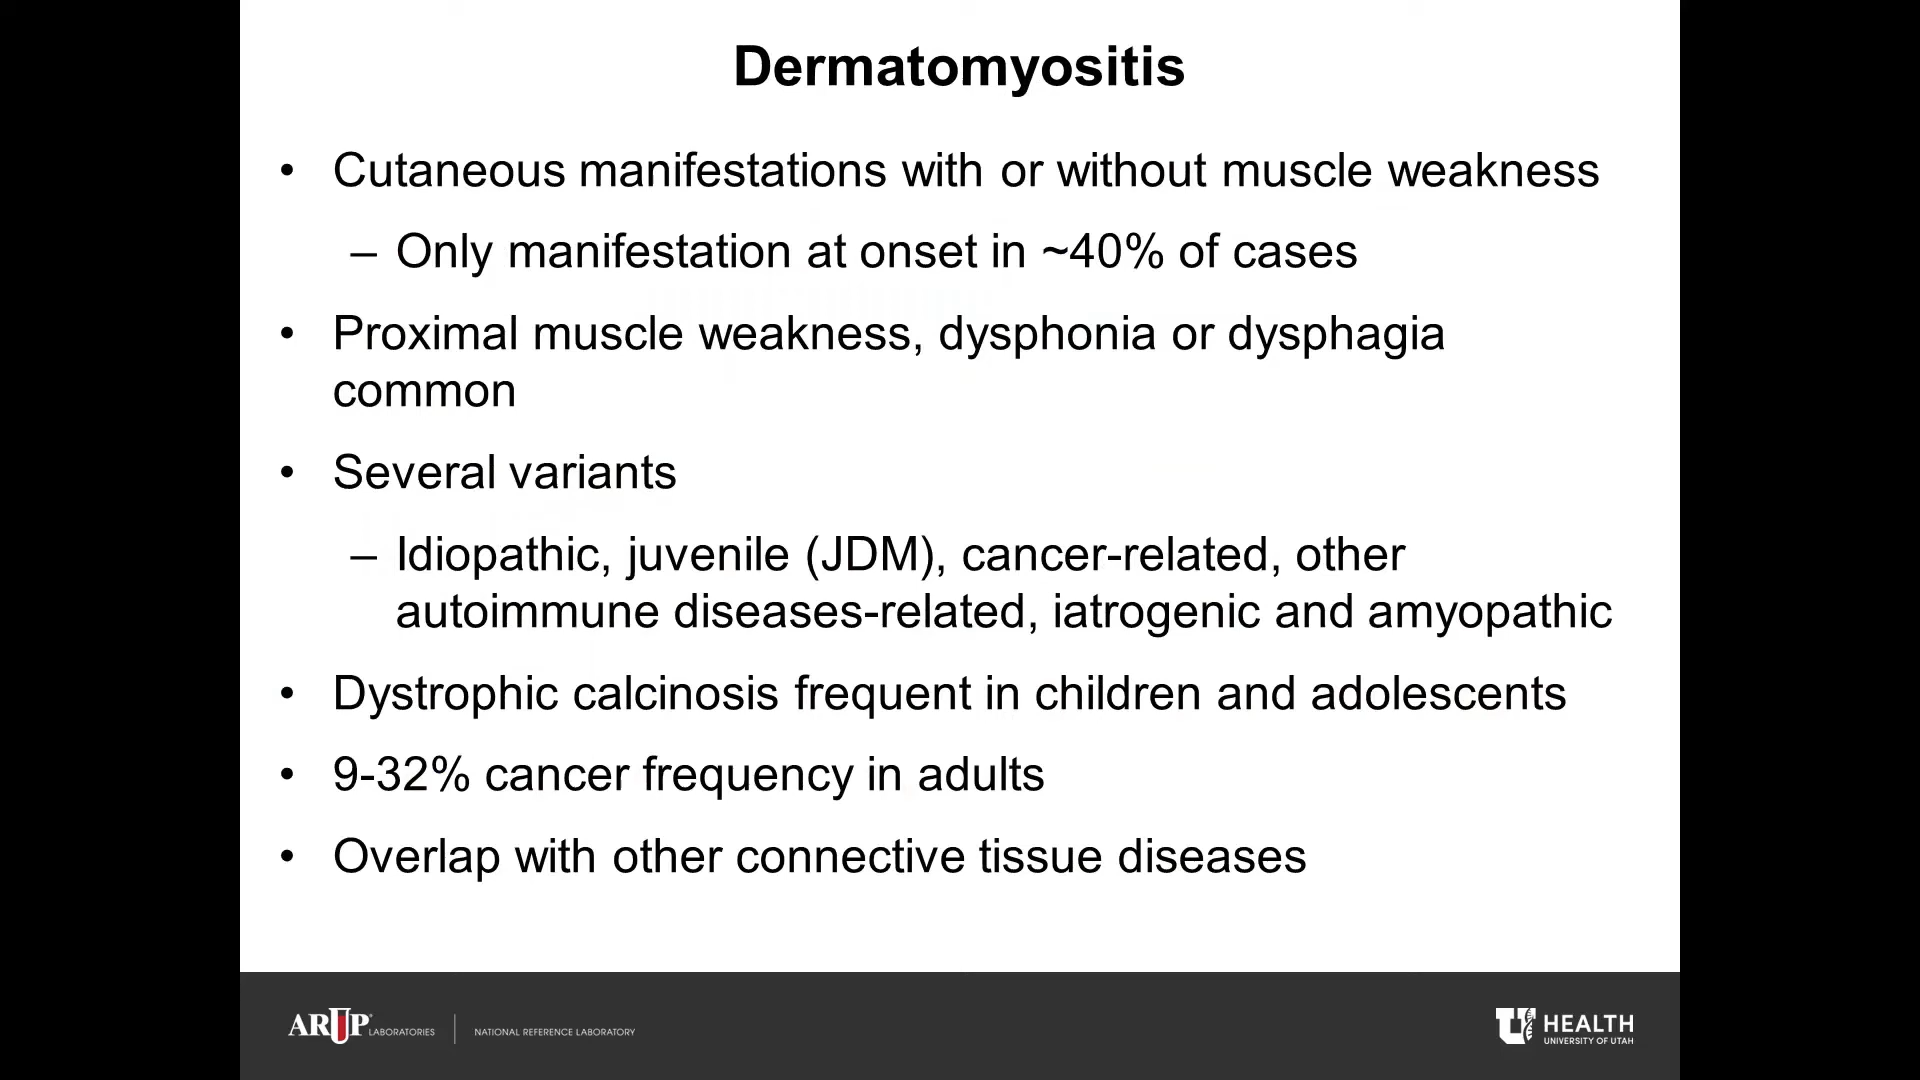 Dermatomyositis
• Cutaneous manifestations with or without muscle weakness
– Only manifestation at onset in ~40% of cases
• Proximal muscle weakness, dysphonia or dysphagia
common
• Several variants
– Idiopathic, juvenile (JDM), cancer-related, other
autoimmune diseases-related, iatrogenic and amyopathic
• Dystrophic calcinosis frequent in children and adolescents
• 9-32% cancer frequency in adults
• Overlap with other connective tissue diseases
ARUP LABORATORIES | NATIONAL REFERENCE LABORATORY
U HEALTH
UNIVERSITY OF UTAH